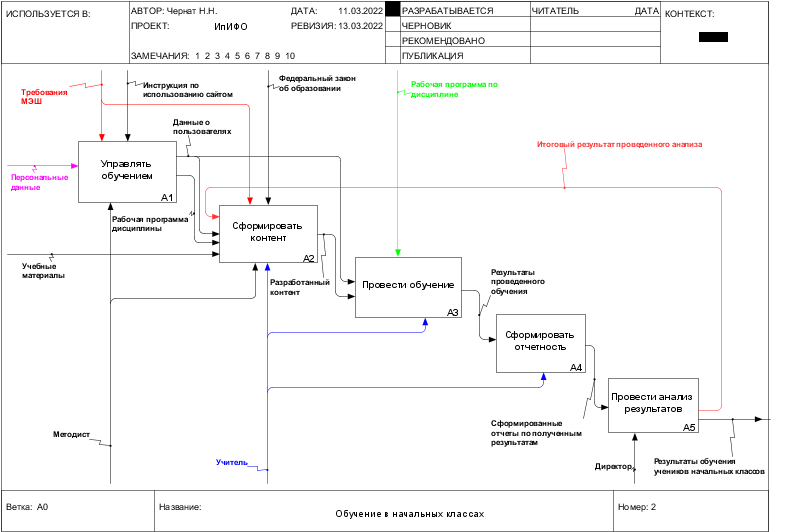 ИСПОЛЬЗУЕТСЯ В:
АВТОР: Чернат Н.Н.
ДАТА: 11.03.2022
ПРОЕКТ: ИпИФО
РЕВИЗИЯ: 13.03.2022
ЗАМЕЧАНИЯ: 1 2 3 4 5 6 7 8 9 10
РАЗРАБАТЫВАЕТСЯ
ЧЕРНОВИК
РЕКОМЕНДОВАНО
ПУБЛИКАЦИЯ
ЧИТАТЕЛЬ
ДАТА
КОНТЕКСТ:
Требования
МЭШ
Инструкция по
использованию сайтом
Федеральный закон
об образовании
Рабочая программа по
дисциплине
Данные о
пользователях
Итоговый результат проведенного анализа
Управлять
обучением
A1
Персональные
данные
Рабочая программа
дисциплины
Сформировать
контент
A2
Учебные
материалы
Разработанный
контент
Провести обучение
A3
Результаты
проведенного
обучения
Сформировать
отчетность
A4
Провести анализ
результатов
A5
Сформированные
отчеты по полученным
результатам
Методист
Учитель
Директор
Результаты обучения
учеников начальных классов
Ветка: A0
Название:
Обучение в начальных классах
Номер: 2